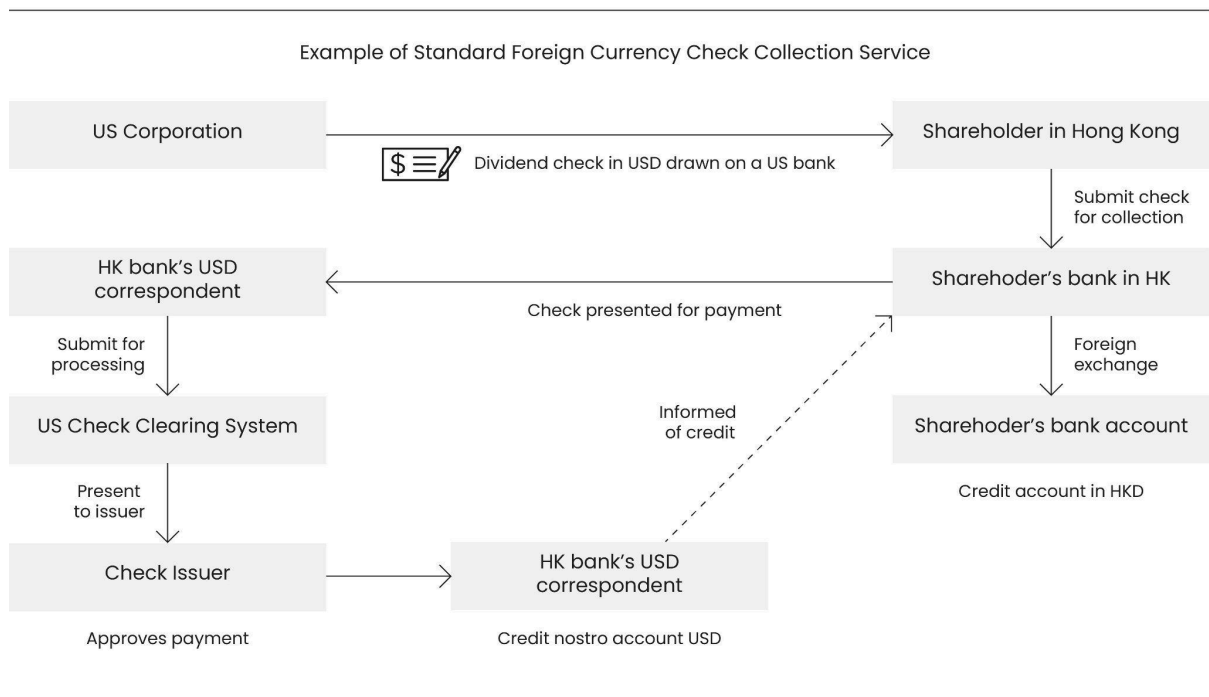 Example of Standard Foreign Currency Check Collection Service
US Corporation
Shareholder in Hong Kong
$
Dividend check in USD drawn on a US bank
Submit check
for collection
HK bank's USD
correspondent
Sharehoder's bank in HK
Check presented for payment
Submit for
processing
Foreign
exchange
US Check Clearing System
Informed
of credit
Sharehoder's bank account
Present
to issuer
Credit account in HKD
Check Issuer
HK bank's USD
correspondent
Approves payment
Credit nostro account USD